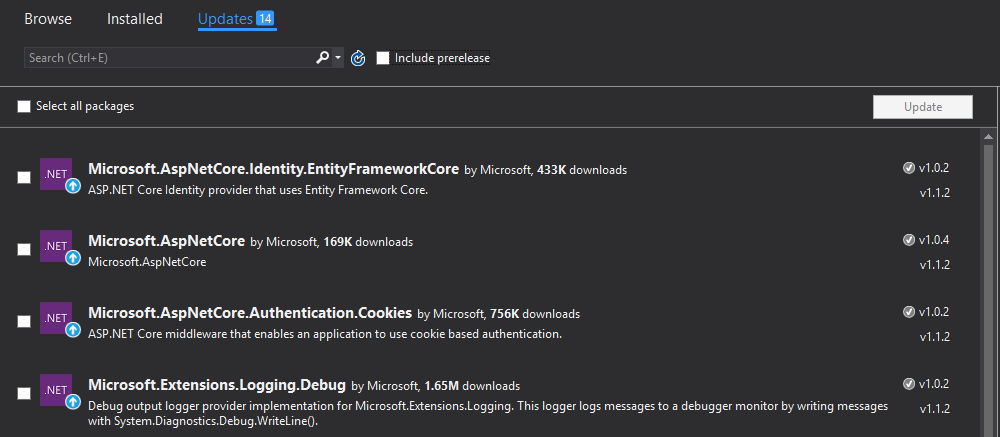 Browse Installed Updates 14
Search (Ctrl+E) Include prerelease
Select all packages Update
.NET Microsoft.AspNetCore.Identity.EntityFrameworkCore by Microsoft, 433K downloads v1.0.2
ASP.NET Core Identity provider that uses Entity Framework Core. v1.1.2
.NET Microsoft.AspNetCore by Microsoft, 169K downloads v1.0.4
Microsoft.AspNetCore v1.1.2
.NET Microsoft.AspNetCore.Authentication.Cookies by Microsoft, 756K downloads v1.0.2
ASP.NET Core middleware that enables an application to use cookie based authentication. v1.1.2
.NET Microsoft.Extensions.Logging.Debug by Microsoft, 1.65M downloads v1.0.2
Debug output logger provider implementation for Microsoft.Extensions.Logging. This logger logs messages to a debugger monitor by writing messages v1.1.2
with System.Diagnostics.Debug.WriteLine().